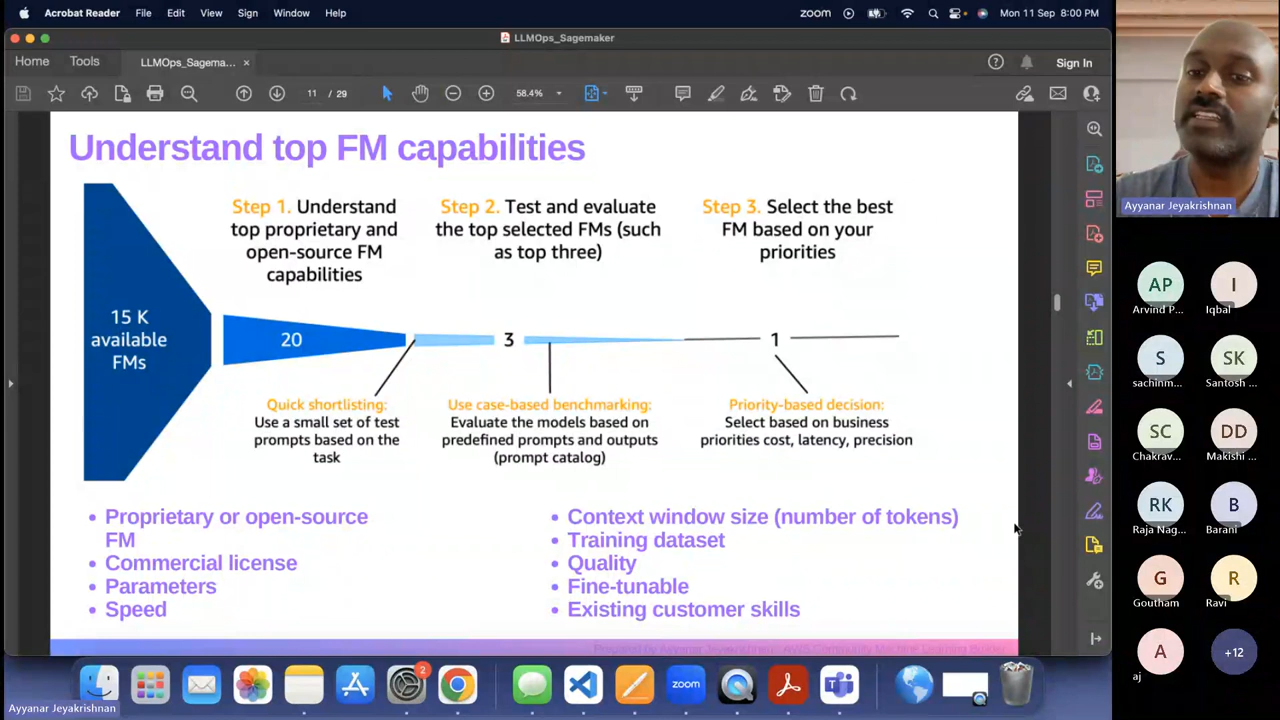 Acrobat Reader File Edit View Sign Window Help
zoom Mon 11 Sep 8:00 PM
LLMOps_Sagemaker
Home Tools LLMOps_Sagema... × Sign In
11 / 29 58.4%
Understand top FM capabilities
Step 1. Understand
top proprietary and
open-source FM
capabilities
Step 2. Test and evaluate
the top selected FMs (such
as top three)
Step 3. Select the best
FM based on your
priorities
15 K
available
FMs
20
3
1
Quick shortlisting:
Use a small set of test
prompts based on the
task
Use case-based benchmarking:
Evaluate the models based on
predefined prompts and outputs
(prompt catalog)
Priority-based decision:
Select based on business
priorities cost, latency, precision
• Proprietary or open-source
FM
• Commercial license
• Parameters
• Speed
• Context window size (number of tokens)
• Training dataset
• Quality
• Fine-tunable
• Existing customer skills
Prepared by Ayyanar Jeyakrishnan
2
zoom
Ayyanar Jeyakrishnan
Ayyanar Jeyakrishnan
AP I
Arvind P... Iqbal
S SK
sachinm... Santosh ...
SC DD
Chakrav... Makishi ...
RK B
Raja Nag... Barani
G R
Goutham Ravi
A +12
aj